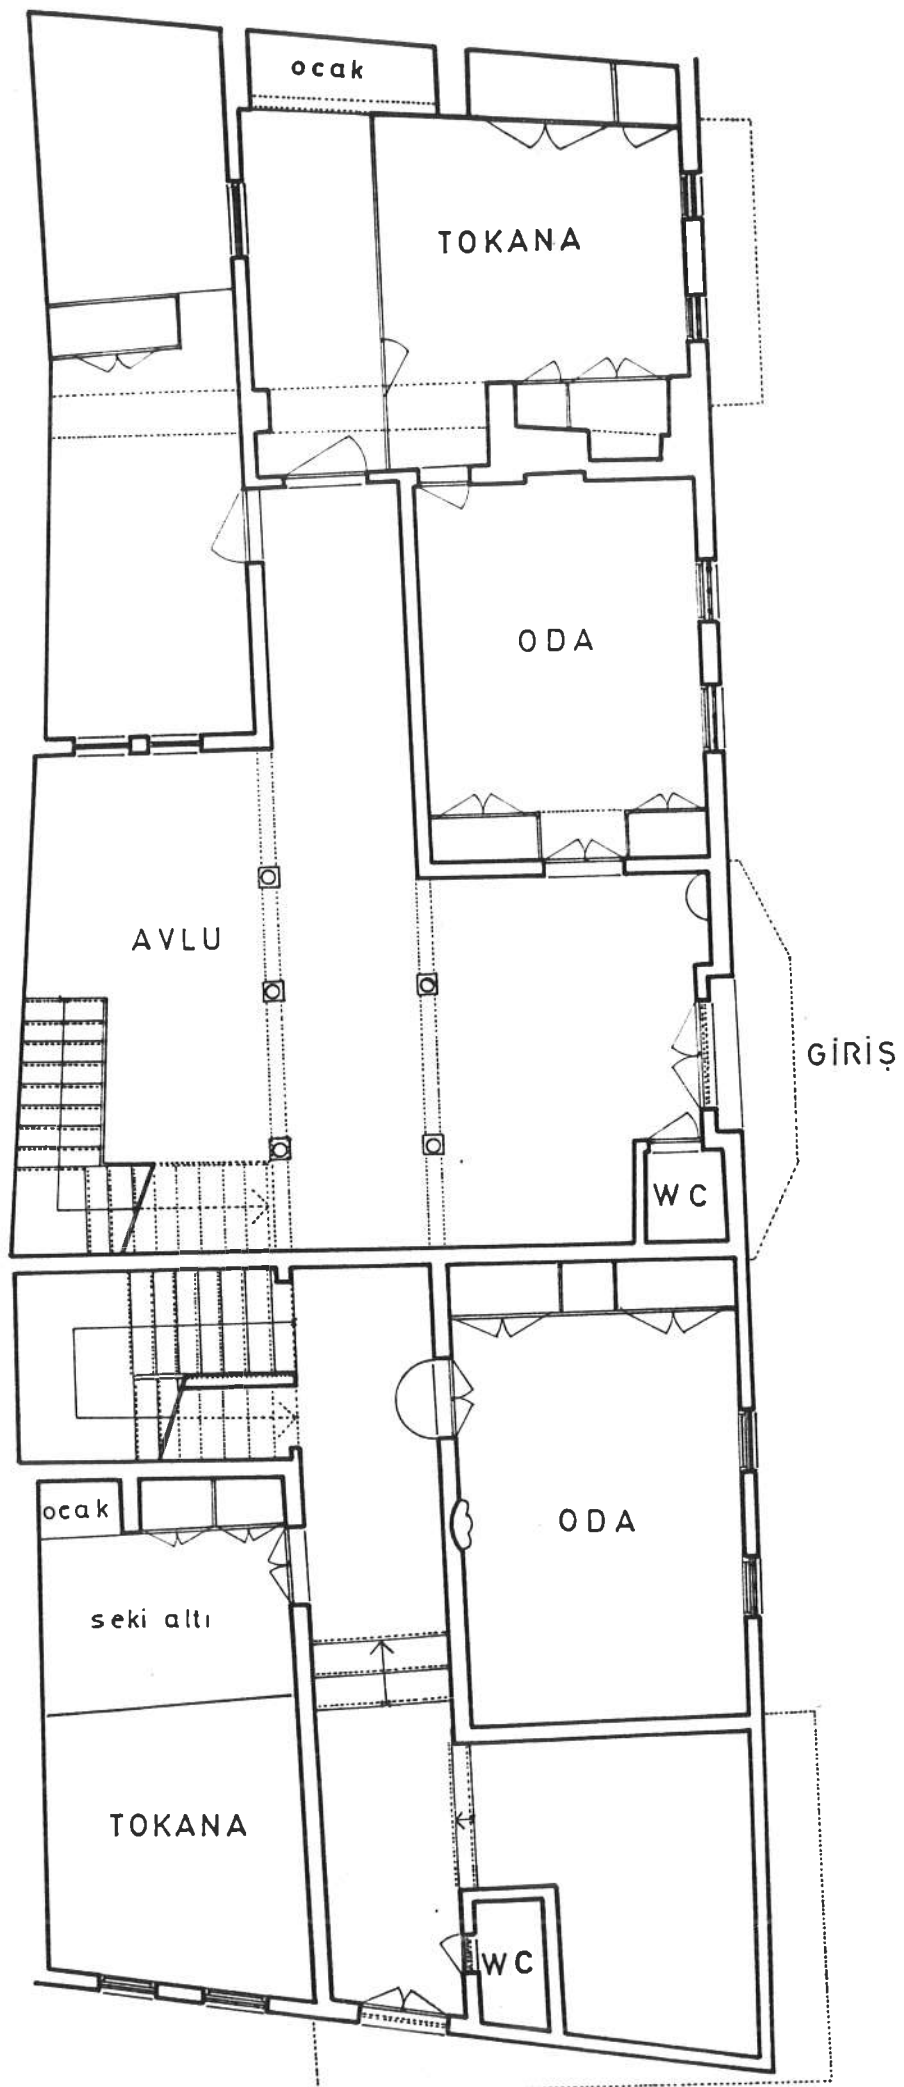 ocak
TOKANA
ODA
AVLU
GİRİŞ
WC
ocak
ODA
seki altı
TOKANA
WC